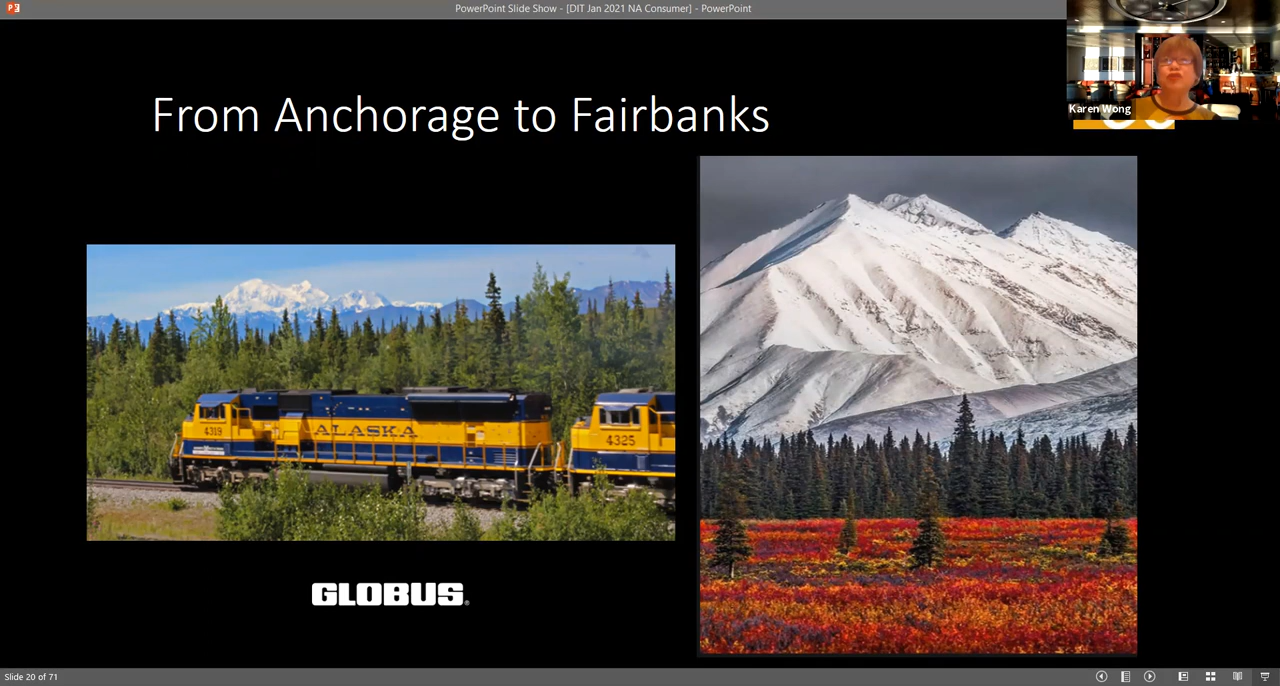 PowerPoint Slide Show - [DIT Jan 2021 NA Consumer] - PowerPoint
Karen Wong
From Anchorage to Fairbanks
4319
ALASKA
4325
GLOBUS®
Slide 20 of 71